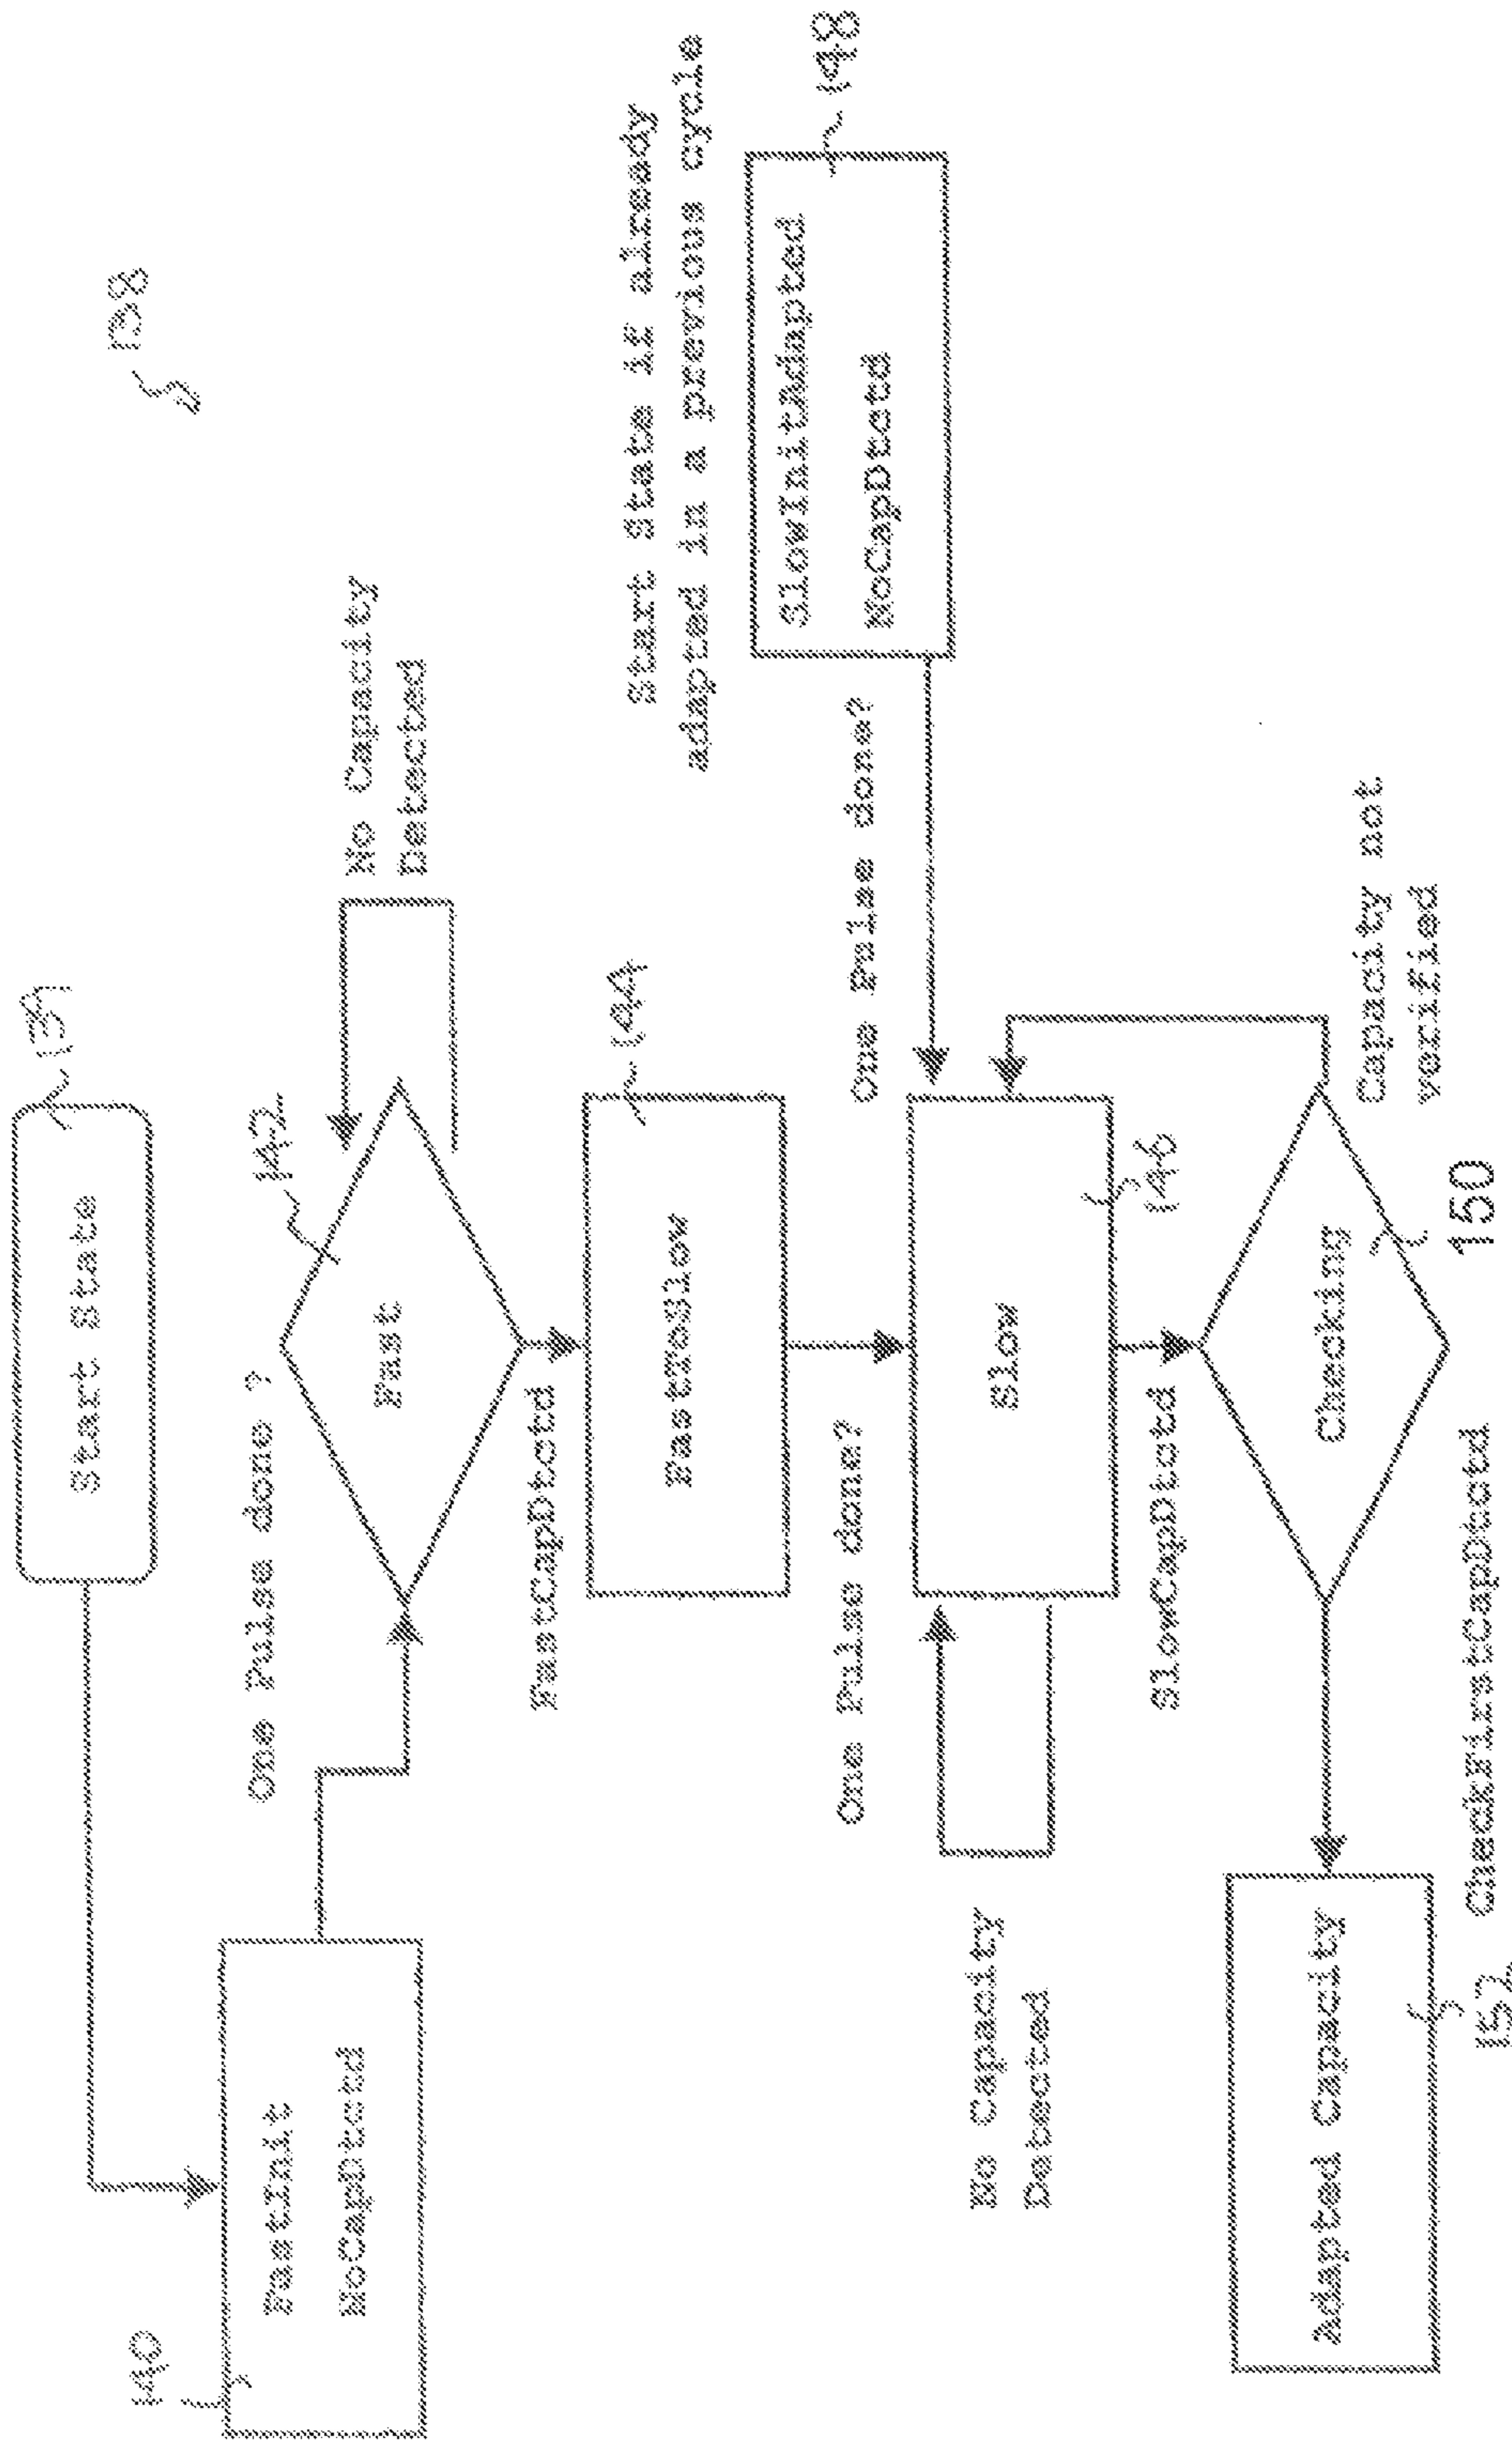 138
Start State
139
140
FastInit
NoCapDtctd
One Pulse done ?
142
Fast
No Capacity
Detected
FastCapDtctd
144
FastToSlow
Start State if already
adapted in a previous cycle
148
SlowInitAdapted
NoCapDtctd
One Pulse done?
One Pulse done?
No Capacity
Detected
Slow
146
SlowCapDtctd
Checking
150
Capacity not
verified
CheckFirstCapDtctd
Adapted Capacity
152